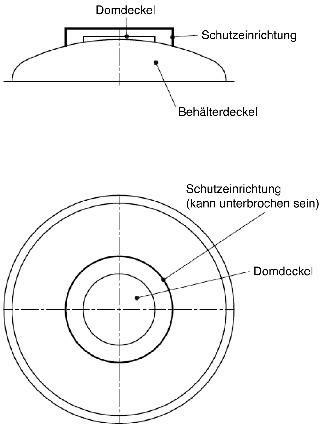 Domdeckel
Schutzeinrichtung
Behälterdeckel
Schutzeinrichtung
(kann unterbrochen sein)
Domdeckel